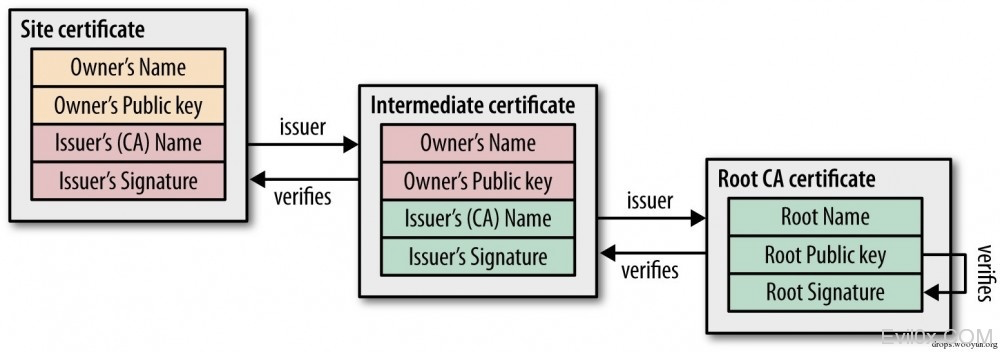 Site certificate
Owner's Name
Owner's Public key
Issuer's (CA) Name
Issuer's Signature
issuer
verifies
Intermediate certificate
Owner's Name
Owner's Public key
Issuer's (CA) Name
Issuer's Signature
issuer
verifies
Root CA certificate
Root Name
Root Public key
Root Signature
verifies
Evil0x.COM
drops.wooyun.org